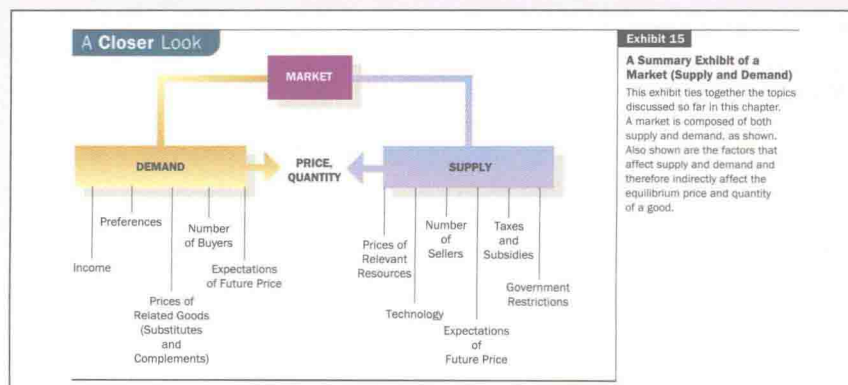 A Closer Look
MARKET
DEMAND
PRICE,
QUANTITY
SUPPLY
Income
Preferences
Prices of
Related Goods
(Substitutes
and
Complements)
Number
of Buyers
Expectations
of Future Price
Prices of
Relevant
Resources
Technology
Number
of
Sellers
Expectations
of
Future Price
Taxes
and
Subsidies
Government
Restrictions
Exhibit 15
A Summary Exhibit of a
Market (Supply and Demand)
This exhibit ties together the topics
discussed so far in this chapter.
A market is composed of both
supply and demand, as shown.
Also shown are the factors that
affect supply and demand and
therefore indirectly affect the
equilibrium price and quantity
of a good.